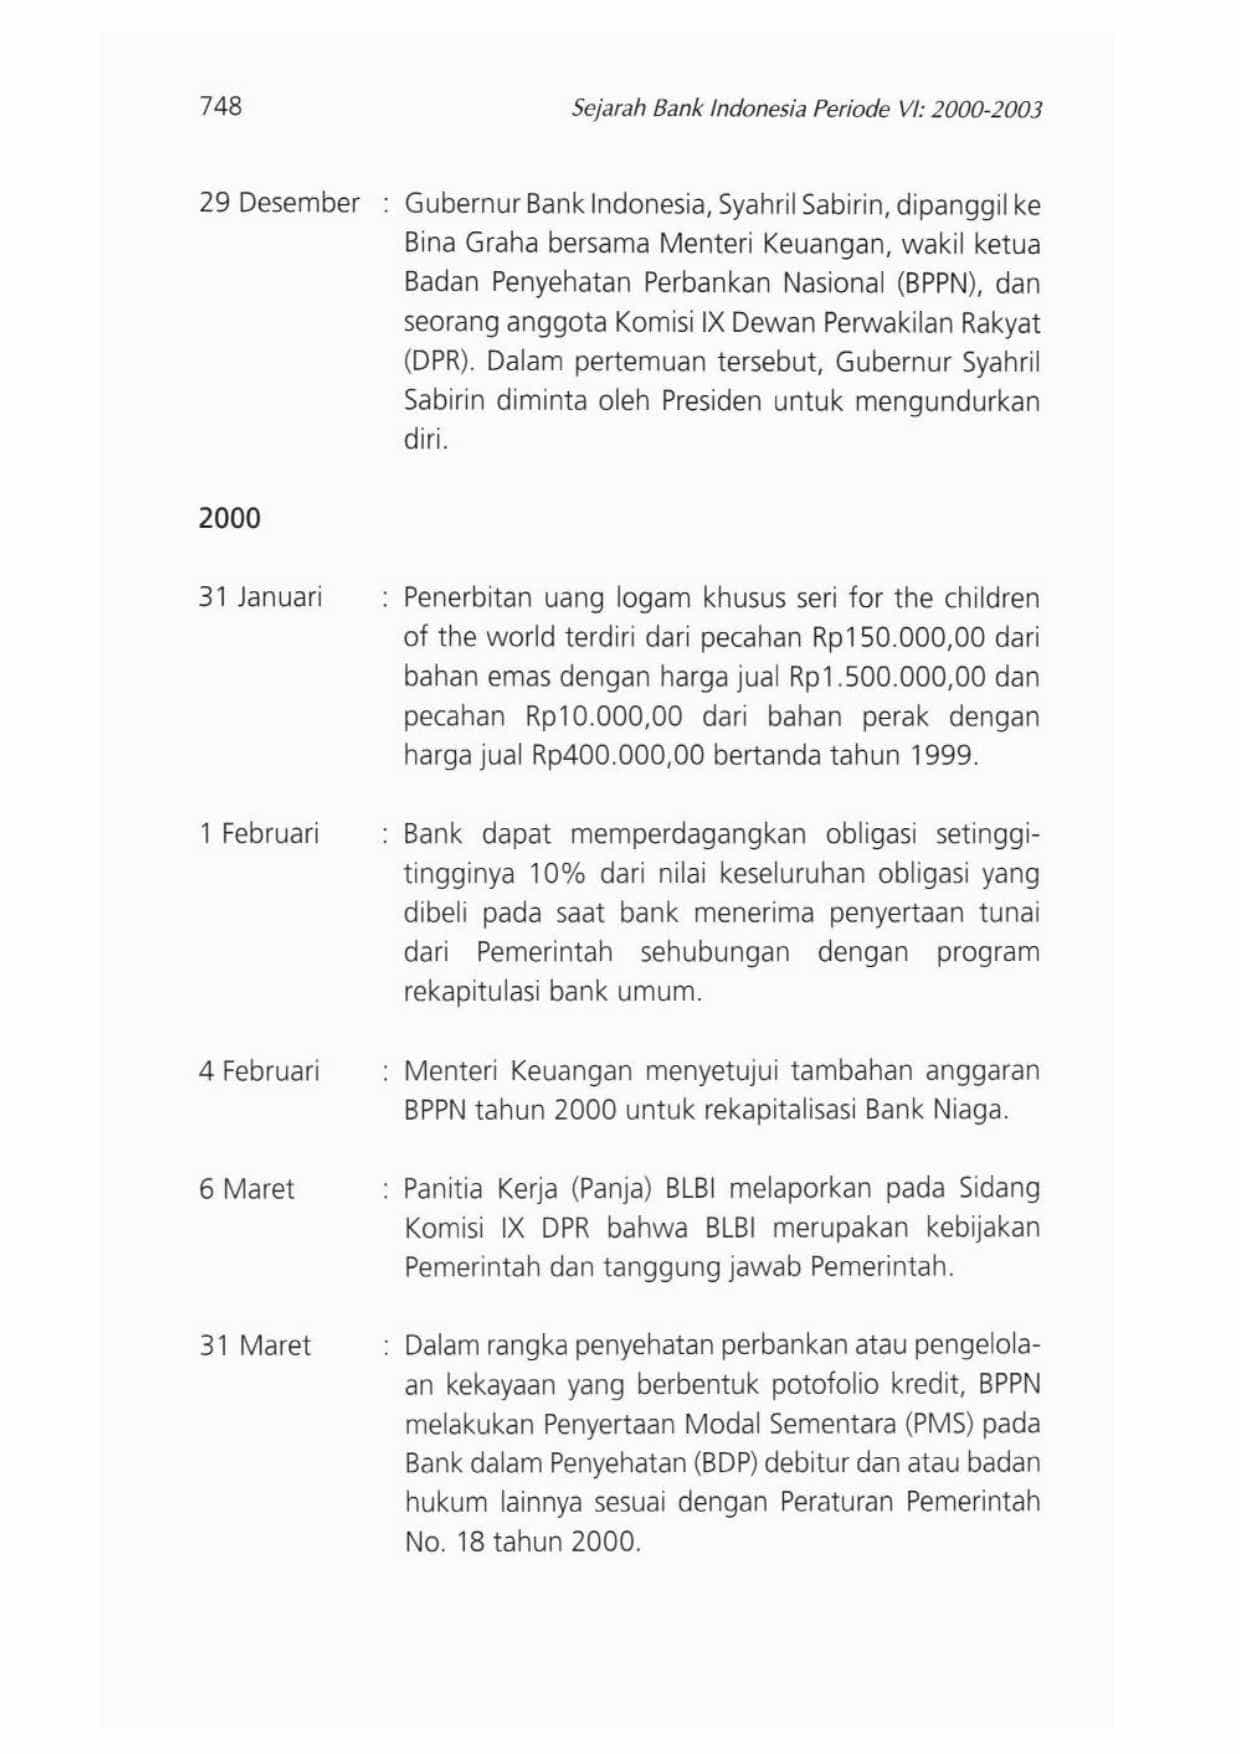 748 Sejarah Bank Indonesia Periode VI: 2000-2003
29 Desember : Gubernur Bank Indonesia, Syahril Sabirin, dipanggil ke
Bina Graha bersama Menteri Keuangan, wakil ketua
Badan Penyehatan Perbankan Nasional (BPPN), dan
seorang anggota Komisi IX Dewan Perwakilan Rakyat
(DPR). Dalam pertemuan tersebut, Gubernur Syahril
Sabirin diminta oleh Presiden untuk mengundurkan
diri.
2000
31 Januari : Penerbitan uang logam khusus seri for the children
of the world terdiri dari pecahan Rp150.000,00 dari
bahan emas dengan harga jual Rp1.500.000,00 dan
pecahan Rp10.000,00 dari bahan perak dengan
harga jual Rp400.000,00 bertanda tahun 1999.
1 Februari : Bank dapat memperdagangkan obligasi setinggi-
tingginya 10% dari nilai keseluruhan obligasi yang
dibeli pada saat bank menerima penyertaan tunai
dari Pemerintah sehubungan dengan program
rekapitulasi bank umum.
4 Februari : Menteri Keuangan menyetujui tambahan anggaran
BPPN tahun 2000 untuk rekapitalisasi Bank Niaga.
6 Maret : Panitia Kerja (Panja) BLBI melaporkan pada Sidang
Komisi IX DPR bahwa BLBI merupakan kebijakan
Pemerintah dan tanggung jawab Pemerintah.
31 Maret : Dalam rangka penyehatan perbankan atau pengelola-
an kekayaan yang berbentuk potofolio kredit, BPPN
melakukan Penyertaan Modal Sementara (PMS) pada
Bank dalam Penyehatan (BDP) debitur dan atau badan
hukum lainnya sesuai dengan Peraturan Pemerintah
No. 18 tahun 2000.